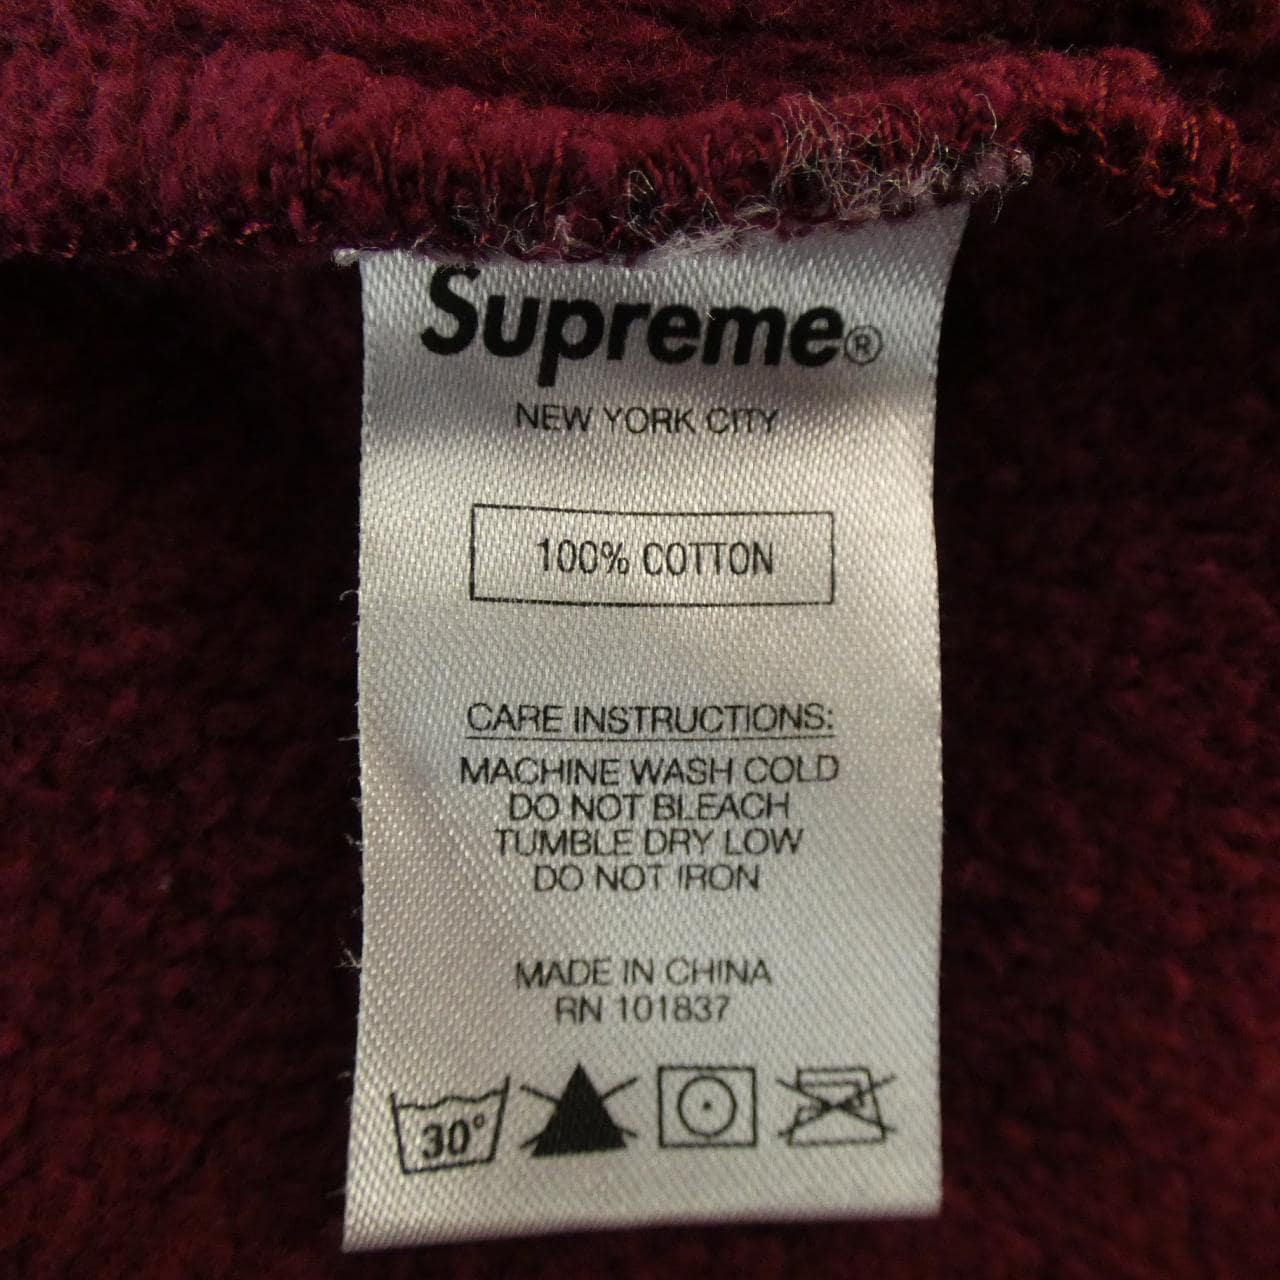 Supreme®
NEW YORK CITY
100% COTTON
CARE INSTRUCTIONS:
MACHINE WASH COLD
DO NOT BLEACH
TUMBLE DRY LOW
DO NOT IRON
MADE IN CHINA
RN 101837
30°